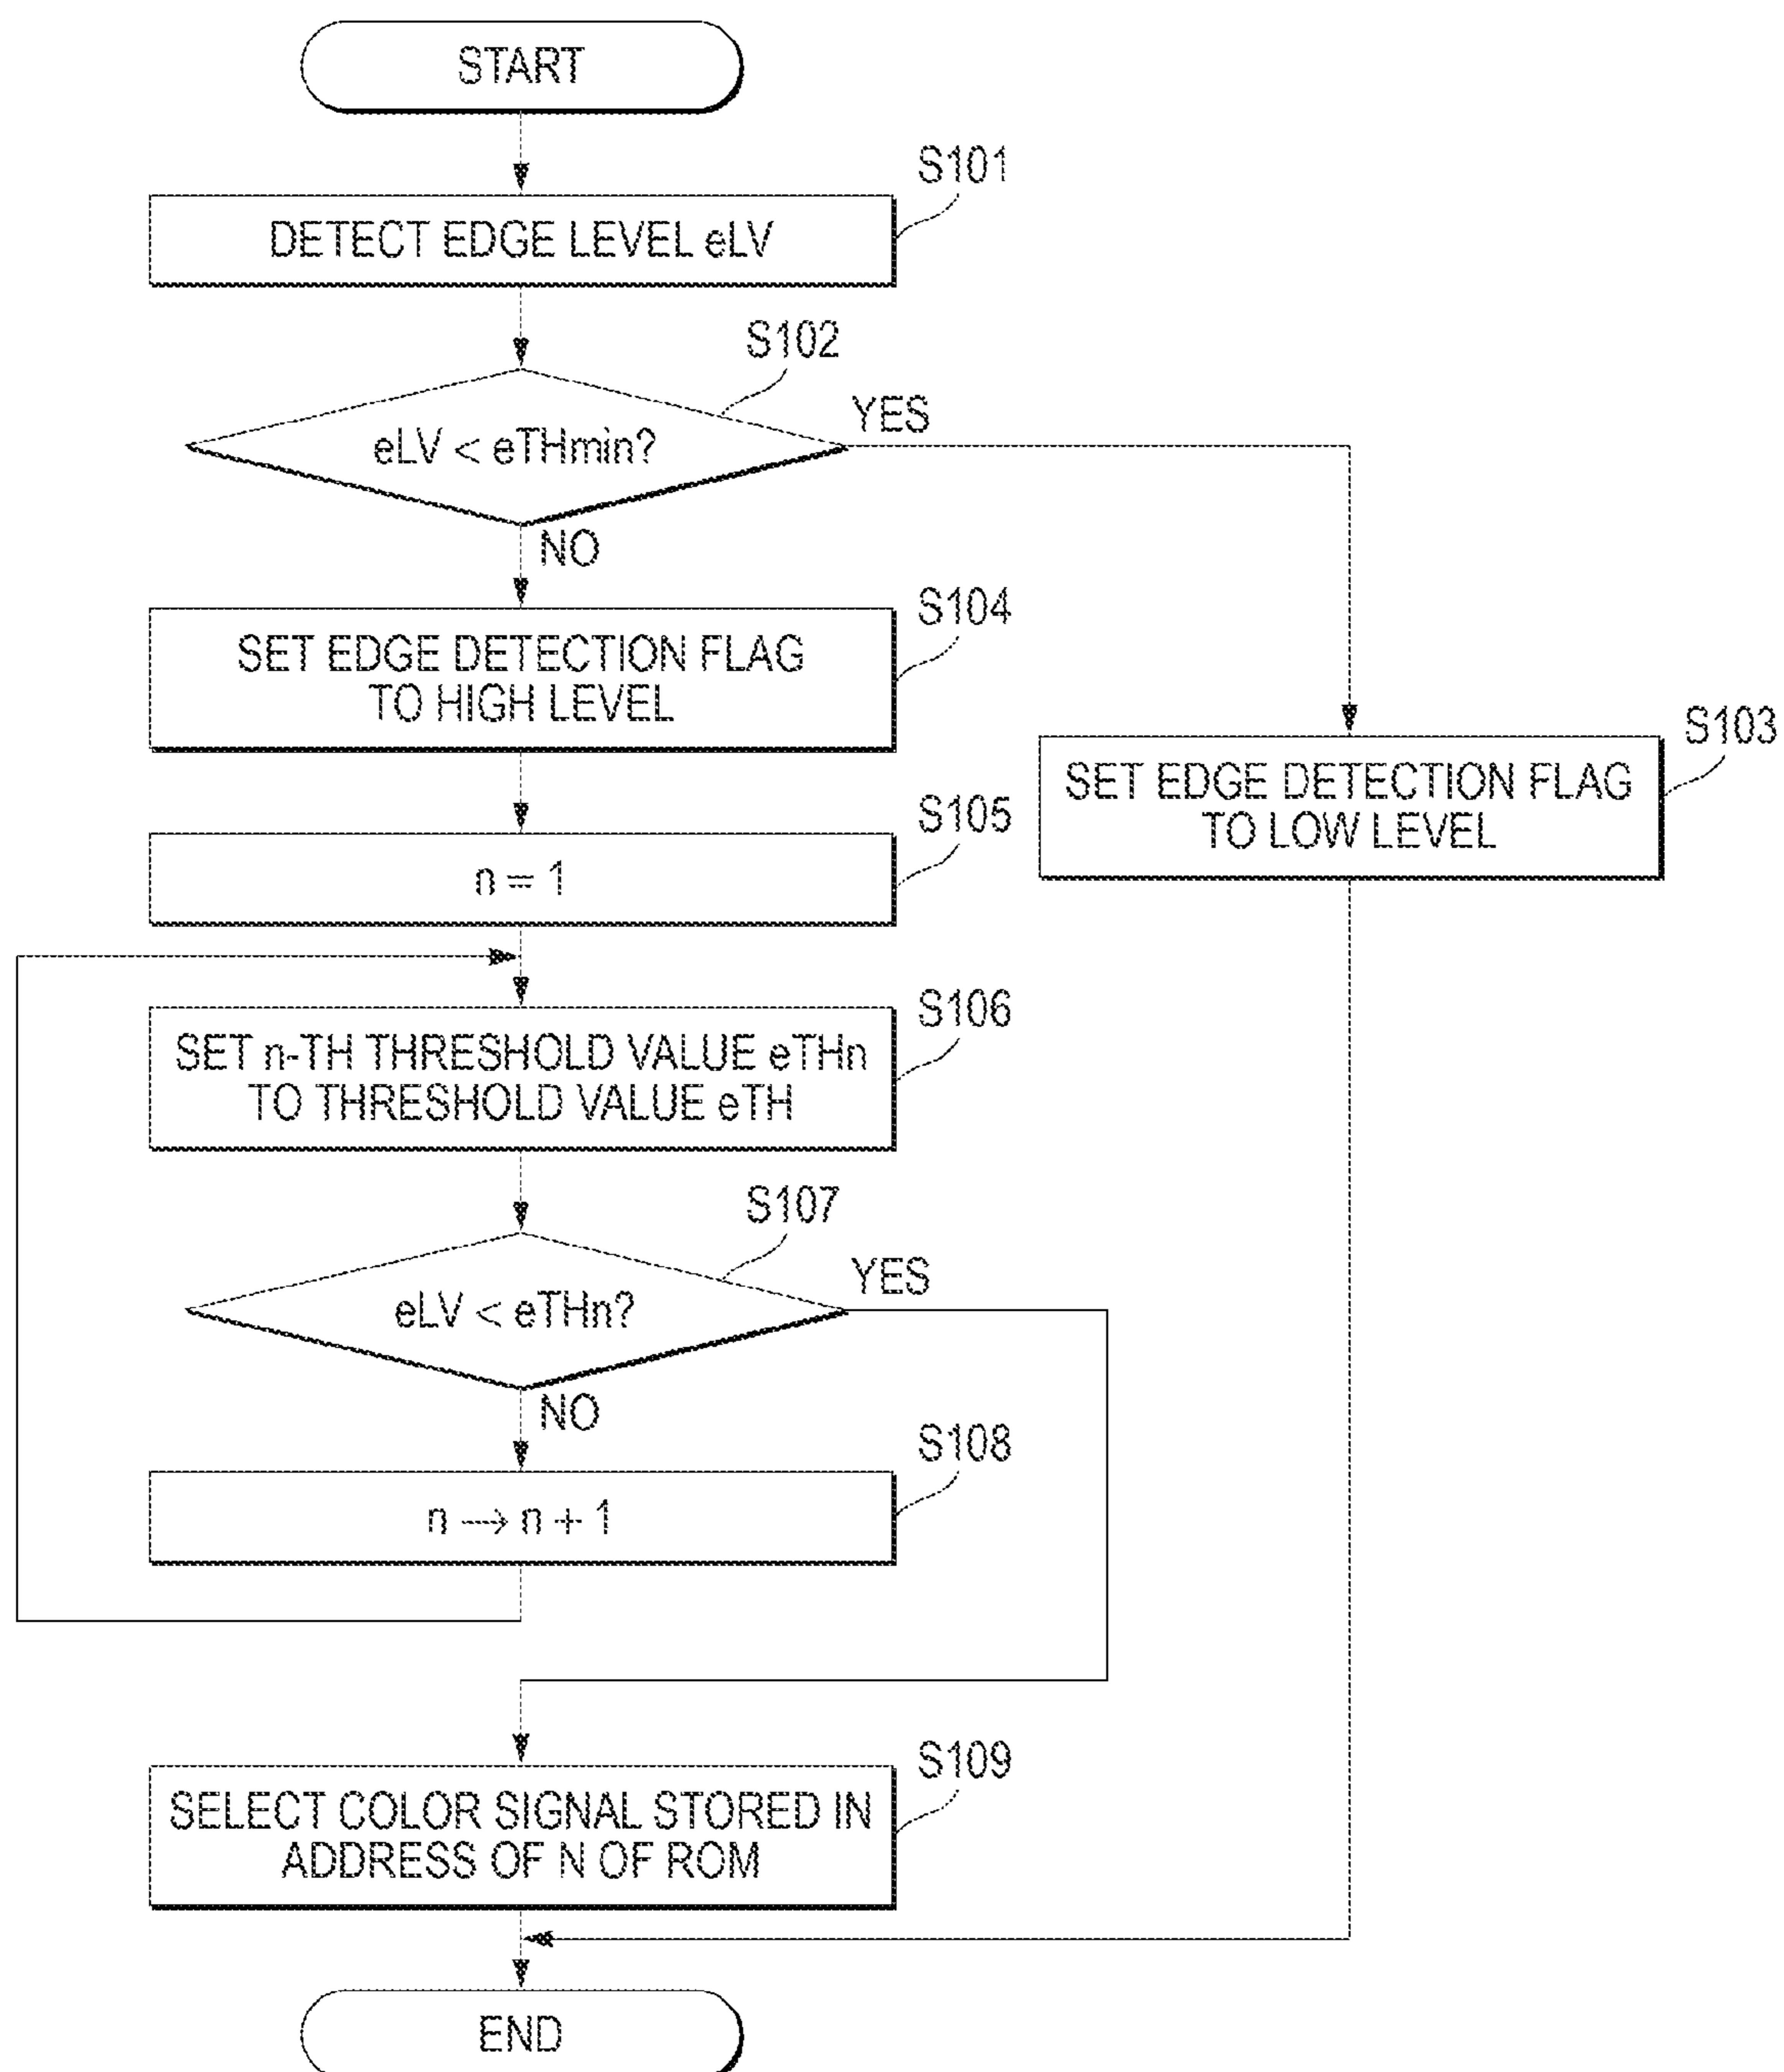 START
S101
DETECT EDGE LEVEL eLV
S102
eLV < eTHmin?
YES
NO
S104
SET EDGE DETECTION FLAG
TO HIGH LEVEL
S103
SET EDGE DETECTION FLAG
TO LOW LEVEL
S105
n = 1
S106
SET n-TH THRESHOLD VALUE eTHn
TO THRESHOLD VALUE eTH
S107
eLV < eTHn?
YES
NO
S108
n → n + 1
S109
SELECT COLOR SIGNAL STORED IN
ADDRESS OF N OF ROM
END